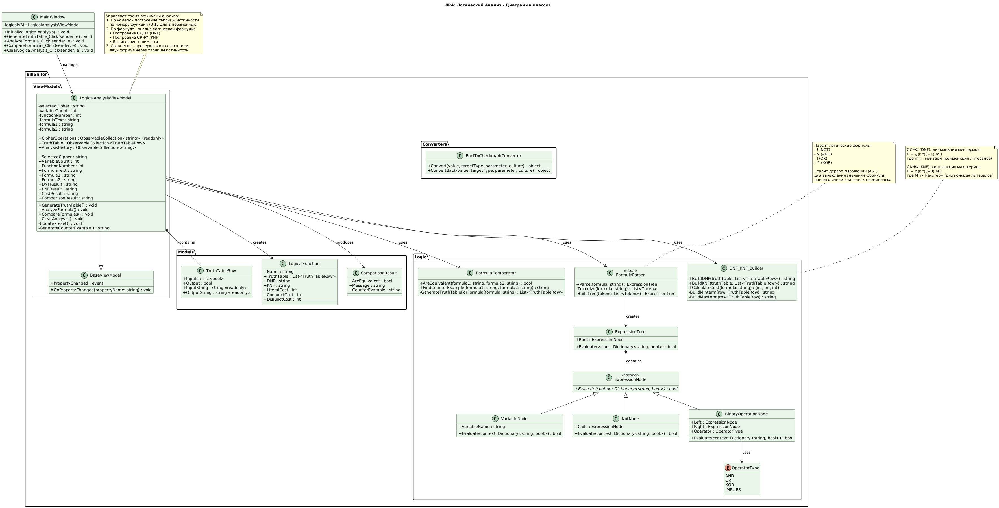 ЛР4: Логический Анализ - Диаграмма классов
MainWindow
-logicalVM : LogicalAnalysisViewModel
+InitializeLogicalAnalysis() : void
+GenerateTruthTable_Click(sender, e) : void
+AnalyzeFormula_Click(sender, e) : void
+CompareFormulas_Click(sender, e) : void
+ClearLogicalAnalysis_Click(sender, e) : void
Управляет тремя режимами анализа:
1. По номеру - построение таблицы истинности
по номеру функции (0-15 для 2 переменных)
2. По формуле - анализ логической формулы:
• Построение СДНФ (DNF)
• Построение СКНФ (KNF)
• Вычисление стоимости
3. Сравнение - проверка эквивалентности
двух формул через таблицы истинности
manages
BillShifor
ViewModels
LogicalAnalysisViewModel
-selectedCipher : string
-variableCount : int
-functionNumber : int
-formulaText : string
-formula1 : string
-formula2 : string
+CipherOperations : ObservableCollection<string> «readonly»
+TruthTable : ObservableCollection<TruthTableRow>
+AnalysisHistory : ObservableCollection<string>
+SelectedCipher : string
+VariableCount : int
+FunctionNumber : int
+FormulaText : string
+Formula1 : string
+Formula2 : string
+DNFResult : string
+KNFResult : string
+CostResult : string
+ComparisonResult : string
+GenerateTruthTable() : void
+AnalyzeFormula() : void
+CompareFormulas() : void
+ClearAnalysis() : void
-UpdatePreset() : void
-GenerateCounterExample() : string
Converters
BoolToCheckmarkConverter
+Convert(value, targetType, parameter, culture) : object
+ConvertBack(value, targetType, parameter, culture) : object
Парсит логические формулы:
- ! (NOT)
- & (AND)
- | (OR)
- ^ (XOR)
Строит дерево выражений (AST)
для вычисления значений формулы
при различных значениях переменных.
СДНФ (DNF): дизъюнкция минтермов
F = ⋁(i: f(i)=1) m_i
где m_i - минтерм (конъюнкция литералов)
СКНФ (KNF): конъюнкция макстермов
F = ⋀(i: f(i)=0) M_i
где M_i - макстерм (дизъюнкция литералов)
contains
creates
produces
uses
uses
uses
BaseViewModel
+PropertyChanged : event
#OnPropertyChanged(propertyName: string) : void
Models
TruthTableRow
+Inputs : List<bool>
+Output : bool
+InputString : string «readonly»
+OutputString : string «readonly»
LogicalFunction
+Name : string
+TruthTable : List<TruthTableRow>
+DNF : string
+KNF : string
+LiteralCost : int
+ConjunctCost : int
+DisjunctCost : int
ComparisonResult
+AreEquivalent : bool
+Message : string
+CounterExample : string
Logic
FormulaComparator
+AreEquivalent(formula1: string, formula2: string) : bool
+FindCounterExample(formula1: string, formula2: string) : string
-GenerateTruthTableForFormula(formula: string) : List<TruthTableRow>
«static»
FormulaParser
+Parse(formula: string) : ExpressionTree
-Tokenize(formula: string) : List<Token>
-BuildTree(tokens: List<Token>) : ExpressionTree
DNF_KNF_Builder
+BuildDNF(truthTable: List<TruthTableRow>) : string
+BuildKNF(truthTable: List<TruthTableRow>) : string
+CalculateCost(formula: string) : (int, int, int)
-BuildMinterm(row: TruthTableRow) : string
-BuildMaxterm(row: TruthTableRow) : string
creates
ExpressionTree
+Root : ExpressionNode
+Evaluate(values: Dictionary<string, bool>) : bool
contains
«abstract»
ExpressionNode
+Evaluate(context: Dictionary<string, bool>) : bool
VariableNode
+VariableName : string
+Evaluate(context: Dictionary<string, bool>) : bool
NotNode
+Child : ExpressionNode
+Evaluate(context: Dictionary<string, bool>) : bool
BinaryOperationNode
+Left : ExpressionNode
+Right : ExpressionNode
+Operator : OperatorType
+Evaluate(context: Dictionary<string, bool>) : bool
uses
OperatorType
AND
OR
XOR
IMPLIES